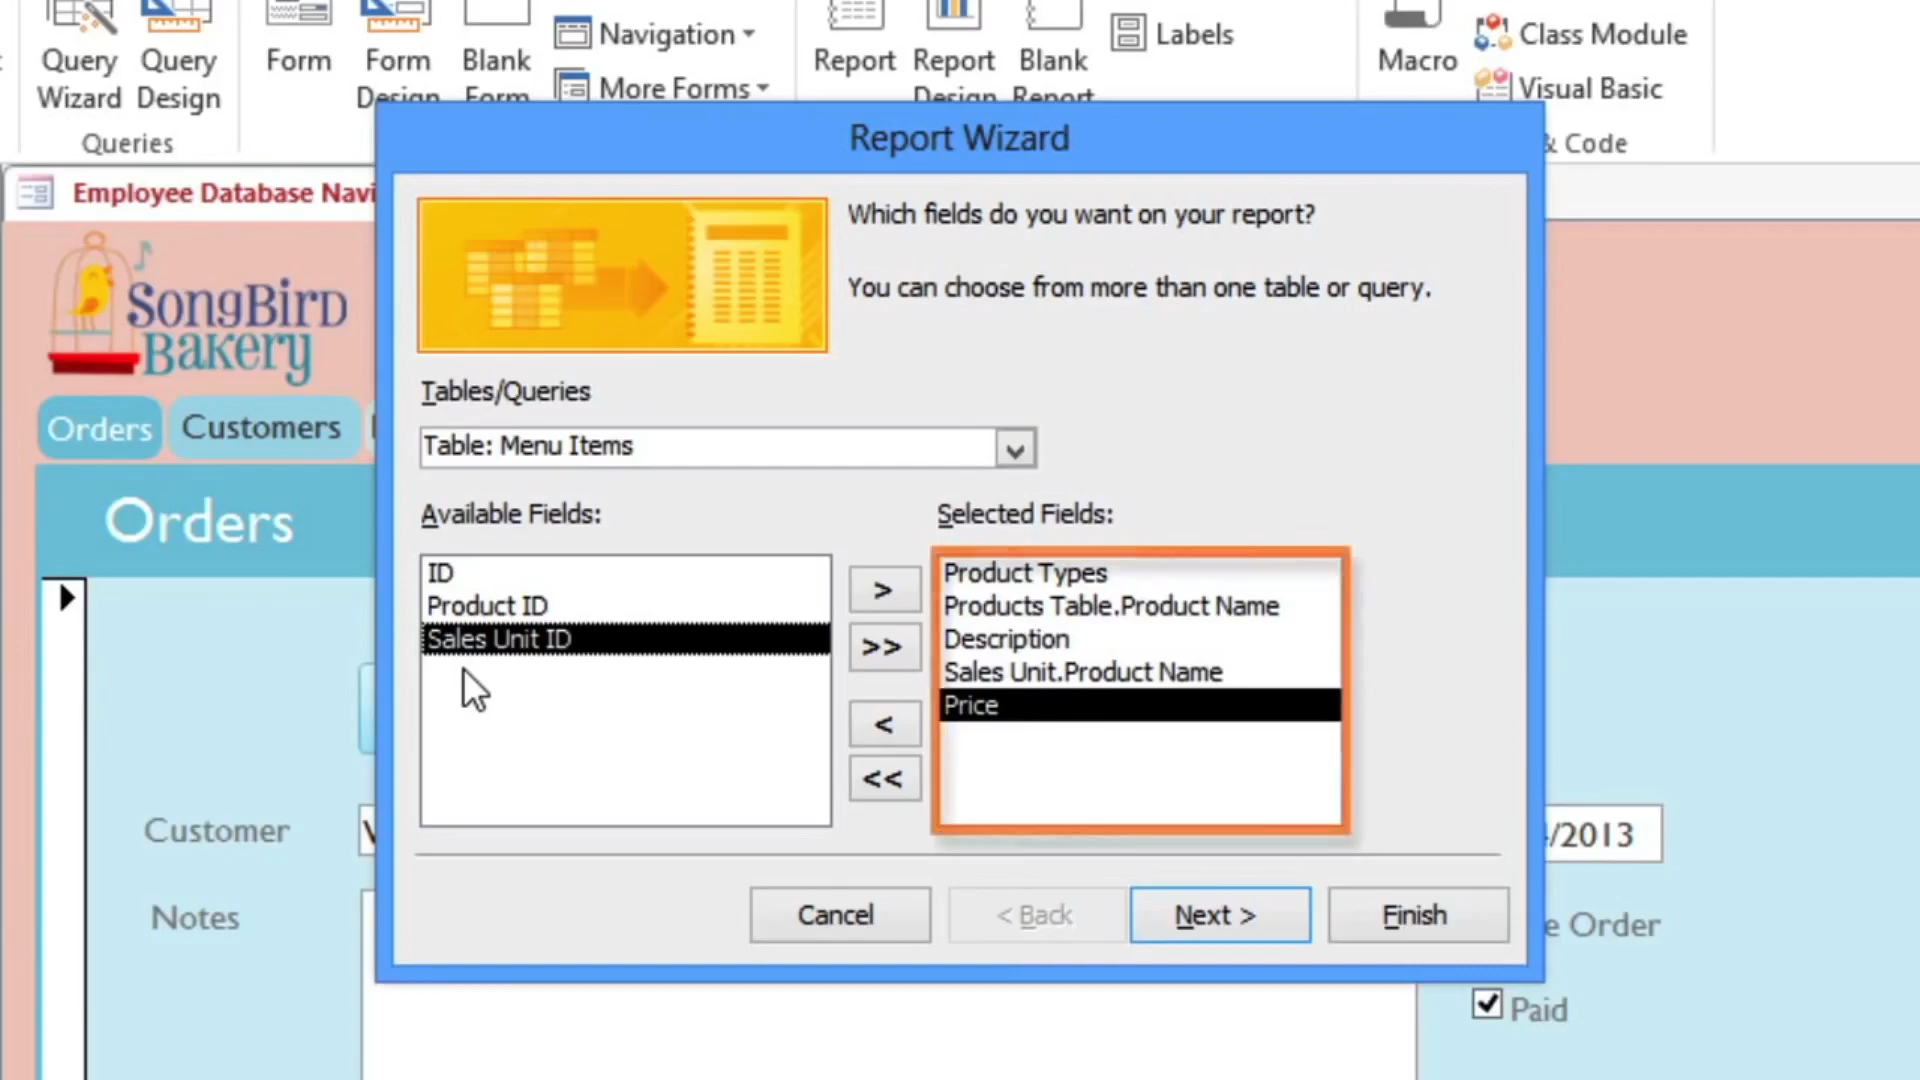 Query Wizard
Query Design
Form
Form Design
Blank Form
Navigation
More Forms
Report
Report Design
Blank Report
Labels
Macro
Class Module
Visual Basic
Queries
& Code
Report Wizard
Employee Database Navi
SongBird
Bakery
Which fields do you want on your report?
You can choose from more than one table or query.
Tables/Queries
Table: Menu Items
Orders
Customers
Orders
Available Fields:
Selected Fields:
ID
Product ID
Sales Unit ID
>
>>
<
<<
Product Types
Products Table.Product Name
Description
Sales Unit.Product Name
Price
Customer
/2013
Notes
Cancel
< Back
Next >
Finish
e Order
Paid